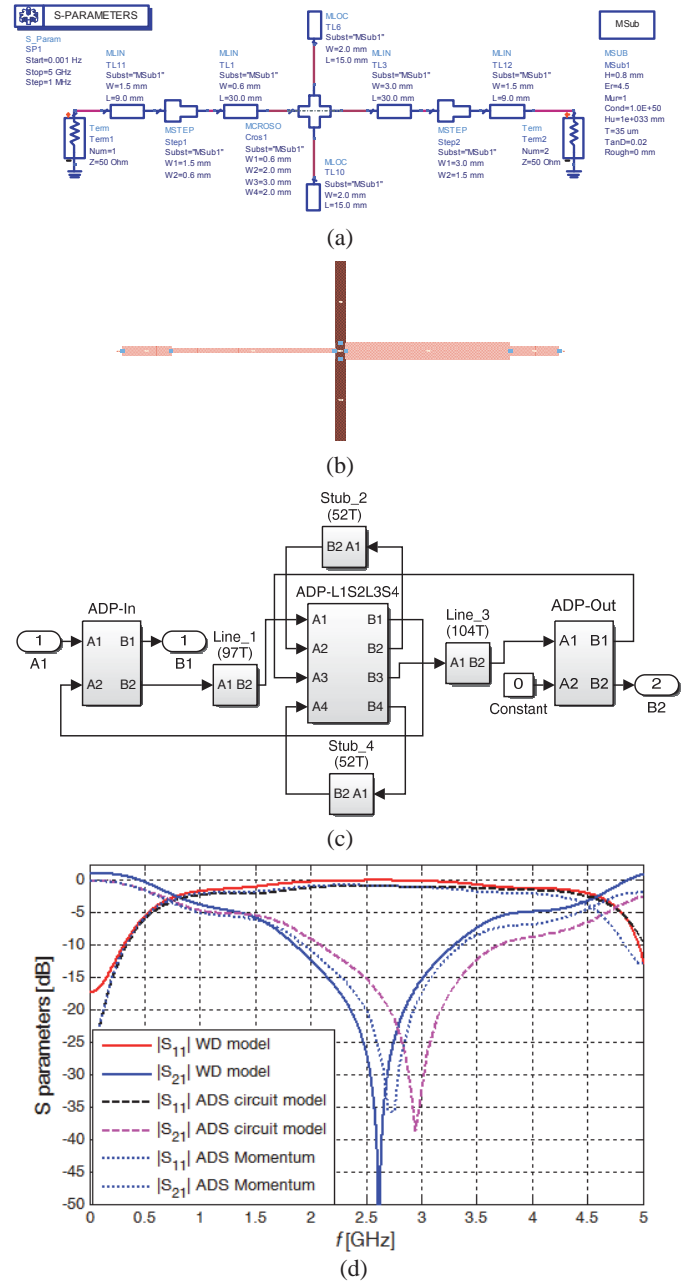 S-PARAMETERS
S_Param
SP1
Start=0.001 Hz
Stop=5 GHz
Step=1 MHz
MLIN
TL11
Subst="MSub1"
W=1.5 mm
L=9.0 mm
MLIN
TL1
Subst="MSub1"
W=0.6 mm
L=30.0 mm
MLOC
TL6
Subst="MSub1"
W=2.0 mm
L=15.0 mm
MLIN
TL3
Subst="MSub1"
W=3.0 mm
L=30.0 mm
MLIN
TL12
Subst="MSub1"
W=1.5 mm
L=9.0 mm
MSub
MSUB
MSub1
H=0.8 mm
Er=4.5
Mur=1
Cond=1.0E+50
Hu=1e+033 mm
T=35 um
TanD=0.02
Rough=0 mm
Term
Term1
Num=1
Z=50 Ohm
MSTEP
Step1
Subst="MSub1"
W1=1.5 mm
W2=0.6 mm
MCROSO
Cros1
Subst="MSub1"
W1=0.6 mm
W2=2.0 mm
W3=3.0 mm
W4=2.0 mm
MLOC
TL10
Subst="MSub1"
W=2.0 mm
L=15.0 mm
MSTEP
Step2
Subst="MSub1"
W1=3.0 mm
W2=1.5 mm
Term
Term2
Num=2
Z=50 Ohm
(a)
(b)
Stub_2
(52T)
B2 A1
ADP-In
A1 B1
A2 B2
1
A1
1
B1
Line_1
(97T)
A1 B2
ADP-L1S2L3S4
A1 B1
A2 B2
A3 B3
A4 B4
Line_3
(104T)
A1 B2
ADP-Out
A1 B1
A2 B2
0
Constant
2
B2
Stub_4
(52T)
B2 A1
(c)
S parameters [dB]
0
-5
-10
-15
-20
-25
-30
-35
-40
-45
-50
|S11| WD model
|S21| WD model
|S11| ADS circuit model
|S21| ADS circuit model
|S11| ADS Momentum
|S21| ADS Momentum
0 0.5 1 1.5 2 2.5 3 3.5 4 4.5 5
f [GHz]
(d)